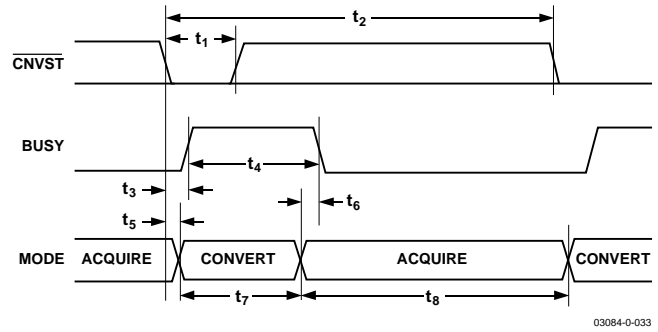 t2
t1
CNVST
BUSY
t4
t3
t6
t5
MODE ACQUIRE CONVERT ACQUIRE CONVERT
t7 t8
03084-0-033